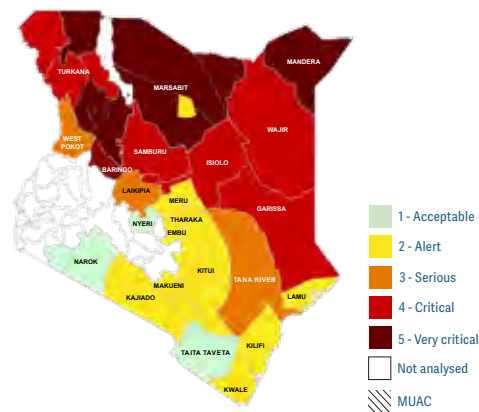 MANDERA
TURKANA
MARSABIT
WAJIR
WEST
POKOT
SAMBURU
ISIOLO
BARINGO
LAIKIPIA
MERU
GARISSA
NYERI
THARAKA
EMBU
NAROK
KITUI
TANA RIVER
MAKUENI
KAJIADO
LAMU
TAITA TAVETA
KILIFI
KWALE
1 - Acceptable
2 - Alert
3 - Serious
4 - Critical
5 - Very critical
Not analysed
MUAC